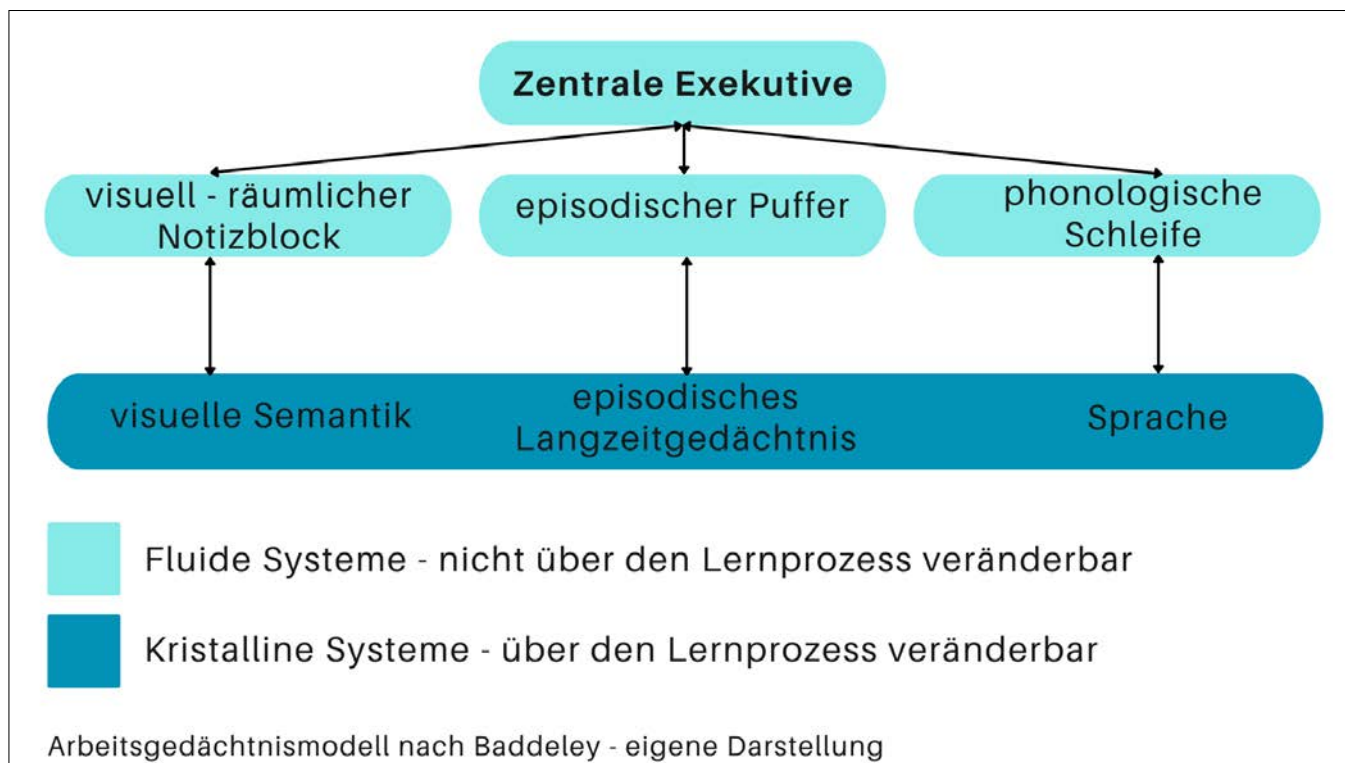 Zentrale Exekutive
visuell - räumlicher
Notizblock
episodischer Puffer
phonologische
Schleife
visuelle Semantik
episodisches
Langzeitgedächtnis
Sprache
Fluide Systeme - nicht über den Lernprozess veränderbar
Kristalline Systeme - über den Lernprozess veränderbar
Arbeitsgedächtnismodell nach Baddeley - eigene Darstellung